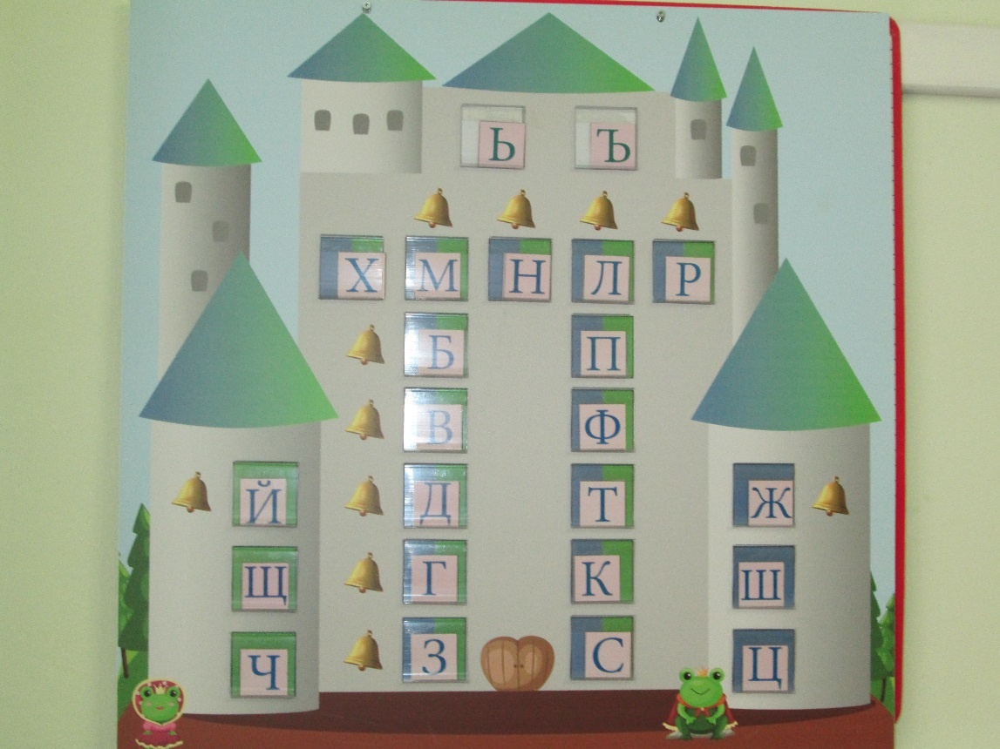 Ь Ъ
Х М Н Л Р
Б П
В Ф
Й Д Т Ж
Щ Г К Ш
Ч З С Ц